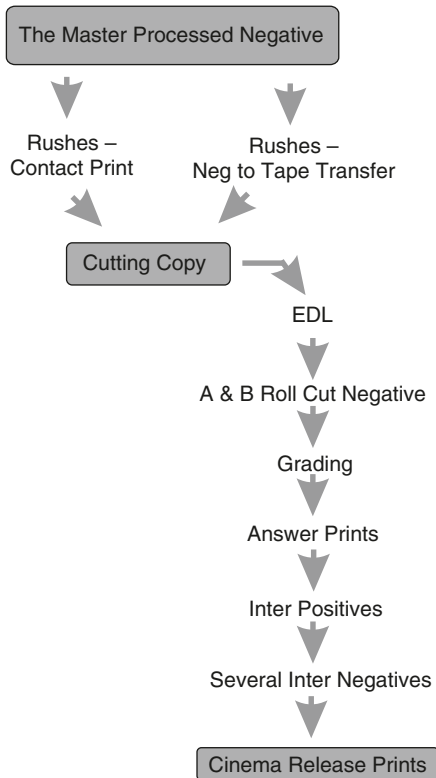 The Master Processed Negative
Rushes –
Contact Print
Rushes –
Neg to Tape Transfer
Cutting Copy
EDL
A & B Roll Cut Negative
Grading
Answer Prints
Inter Positives
Several Inter Negatives
Cinema Release Prints